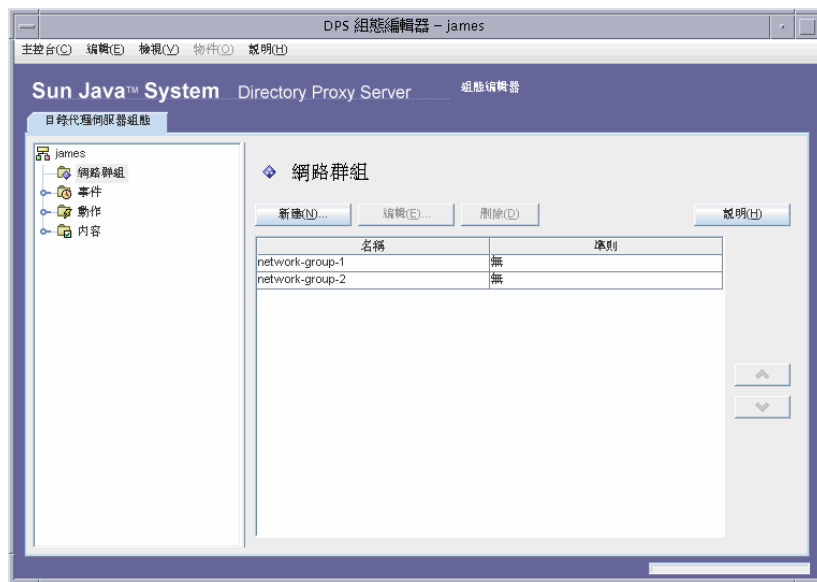 DPS 組態編輯器 – james
主控台(C) 編輯(E) 檢視(V) 物件(O) 說明(H)
Sun Java™ System Directory Proxy Server 組態編輯器
目錄代理伺服器組態
james
網路群組
事件
動作
內容
網路群組
新建(N)... 編輯(E)... 刪除(D) 說明(H)
名稱 準則
network-group-1 無
network-group-2 無